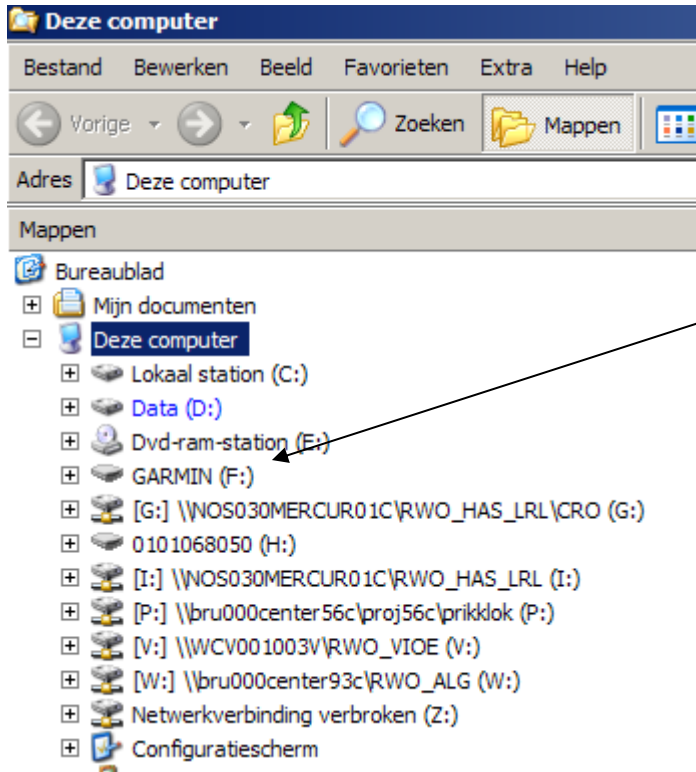 Deze computer
Bestand Bewerken Beeld Favorieten Extra Help
Vorige Zoeken Mappen
Adres Deze computer
Mappen
Bureaublad
Mijn documenten
Deze computer
Lokaal station (C:)
Data (D:)
Dvd-ram-station (E:)
GARMIN (F:)
[G:] \\NOS030MERCUR01C\RWO_HAS_LRL\CRO (G:)
0101068050 (H:)
[I:] \\NOS030MERCUR01C\RWO_HAS_LRL (I:)
[P:] \\bru000center56c\proj56c\prikklok (P:)
[V:] \\WCV001003V\RWO_VIOE (V:)
[W:] \\bru000center93c\RWO_ALG (W:)
Netwerkverbinding verbroken (Z:)
Configuratiescherm